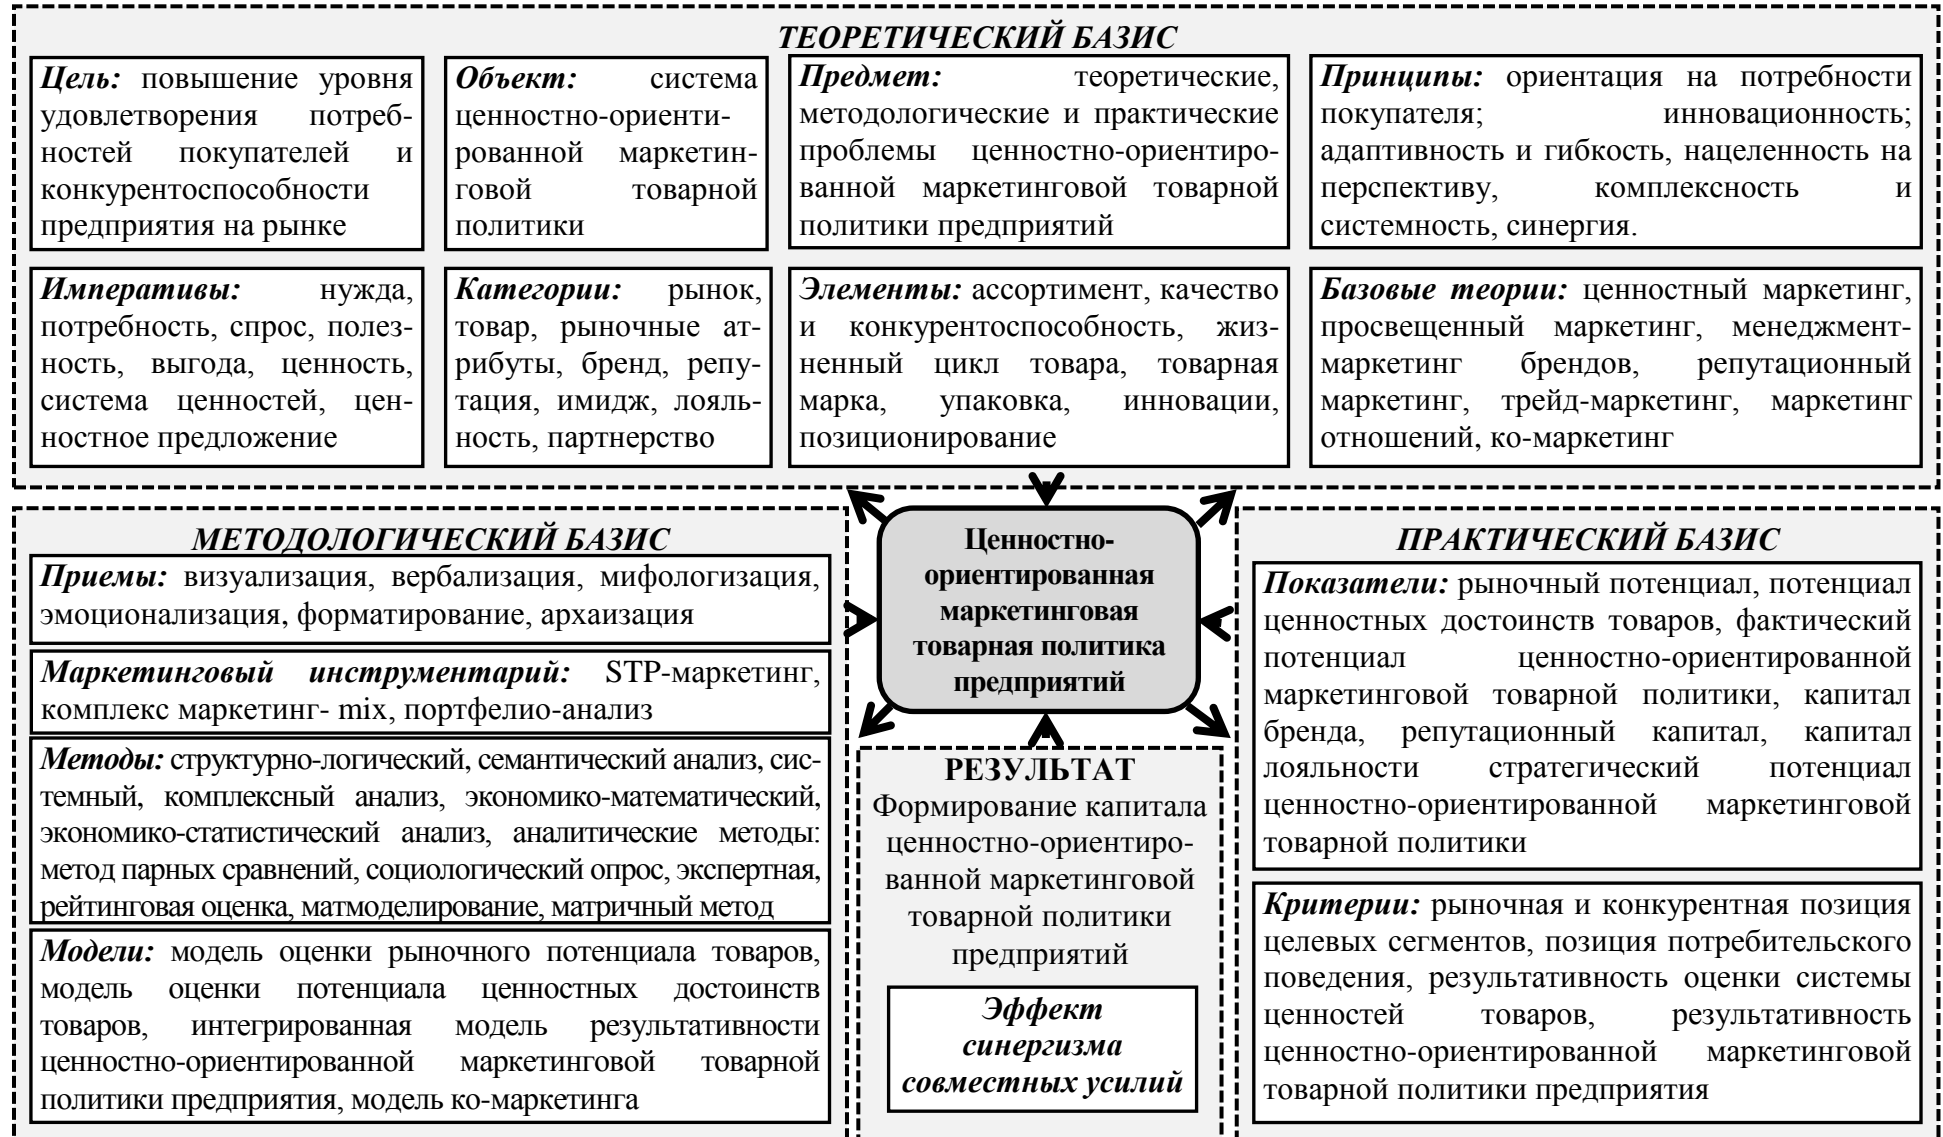 ТЕОРЕТИЧЕСКИЙ БАЗИС
Цель: повышение уровня
удовлетворения потреб-
ностей покупателей и
конкурентоспособности
предприятия на рынке
Объект: система
ценностно-ориенти-
рованной маркетин-
говой товарной
политики
Предмет: теоретические,
методологические и практические
проблемы ценностно-ориентиро-
ванной маркетинговой товарной
политики предприятий
Принципы: ориентация на потребности
покупателя; инновационность;
адаптивность и гибкость, нацеленность на
перспективу, комплексность и
системность, синергия.
Императивы: нужда,
потребность, спрос, полез-
ность, выгода, ценность,
система ценностей, цен-
ностное предложение
Категории: рынок,
товар, рыночные ат-
рибуты, бренд, репу-
тация, имидж, лояль-
ность, партнерство
Элементы: ассортимент, качество
и конкурентоспособность, жиз-
ненный цикл товара, товарная
марка, упаковка, инновации,
позиционирование
Базовые теории: ценностный маркетинг,
просвещенный маркетинг, менеджмент-
маркетинг брендов, репутационный
маркетинг, трейд-маркетинг, маркетинг
отношений, ко-маркетинг
МЕТОДОЛОГИЧЕСКИЙ БАЗИС
Приемы: визуализация, вербализация, мифологизация,
эмоционализация, форматирование, архаизация
Маркетинговый инструментарий: STP-маркетинг,
комплекс маркетинг- mix, портфелио-анализ
Методы: структурно-логический, семантический анализ, сис-
темный, комплексный анализ, экономико-математический,
экономико-статистический анализ, аналитические методы:
метод парных сравнений, социологический опрос, экспертная,
рейтинговая оценка, матмоделирование, матричный метод
Модели: модель оценки рыночного потенциала товаров,
модель оценки потенциала ценностных достоинств
товаров, интегрированная модель результативности
ценностно-ориентированной маркетинговой товарной
политики предприятия, модель ко-маркетинга
Ценностно-
ориентированная
маркетинговая
товарная политика
предприятий
РЕЗУЛЬТАТ
Формирование капитала
ценностно-ориентиро-
ванной маркетинговой
товарной политики
предприятий
Эффект
синергизма
совместных усилий
ПРАКТИЧЕСКИЙ БАЗИС
Показатели: рыночный потенциал, потенциал
ценностных достоинств товаров, фактический
потенциал ценностно-ориентированной
маркетинговой товарной политики, капитал
бренда, репутационный капитал, капитал
лояльности стратегический потенциал
ценностно-ориентированной маркетинговой
товарной политики
Критерии: рыночная и конкурентная позиция
целевых сегментов, позиция потребительского
поведения, результативность оценки системы
ценностей товаров, результативность
ценностно-ориентированной маркетинговой
товарной политики предприятия